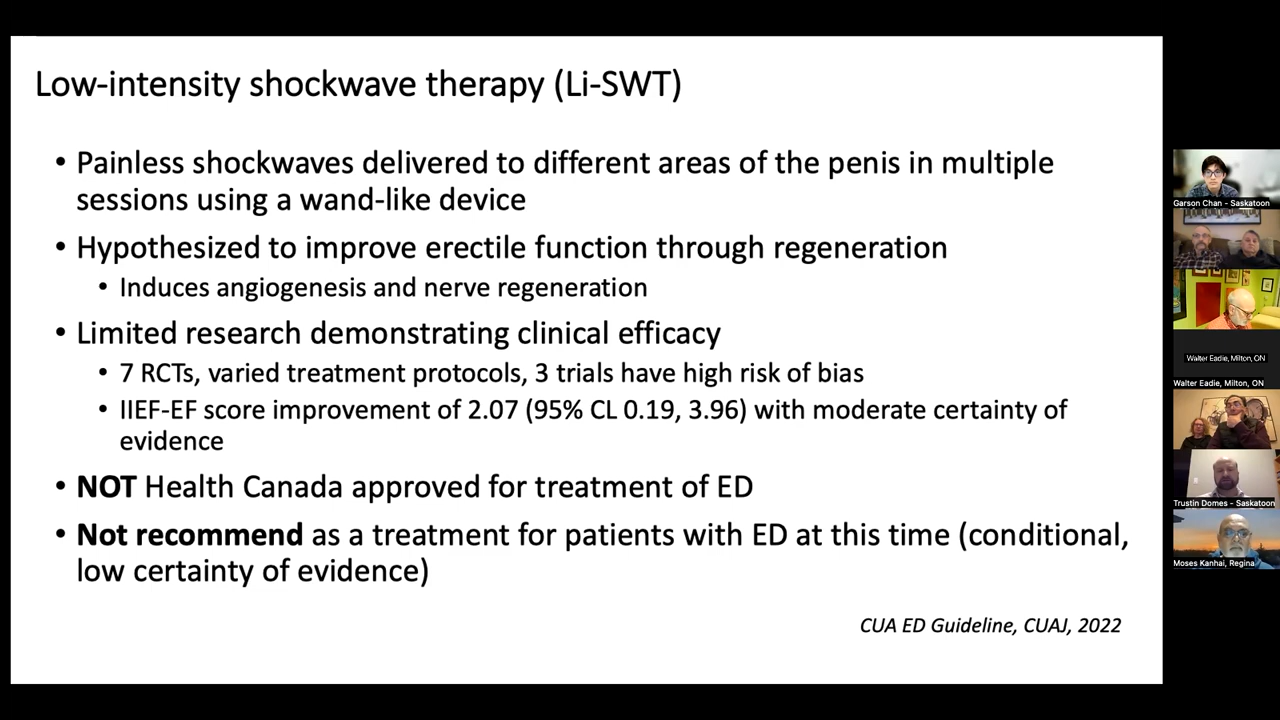 Low-intensity shockwave therapy (Li-SWT)
• Painless shockwaves delivered to different areas of the penis in multiple
sessions using a wand-like device
• Hypothesized to improve erectile function through regeneration
• Induces angiogenesis and nerve regeneration
• Limited research demonstrating clinical efficacy
• 7 RCTs, varied treatment protocols, 3 trials have high risk of bias
• IIEF-EF score improvement of 2.07 (95% CL 0.19, 3.96) with moderate certainty of
evidence
• NOT Health Canada approved for treatment of ED
• Not recommend as a treatment for patients with ED at this time (conditional,
low certainty of evidence)
CUA ED Guideline, CUAJ, 2022
Garson Chan - Saskatoon
Walter Eadie, Milton, ON
Walter Eadie, Milton, ON
Trustin Domes - Saskatoon
Moses Kanhai, Regina